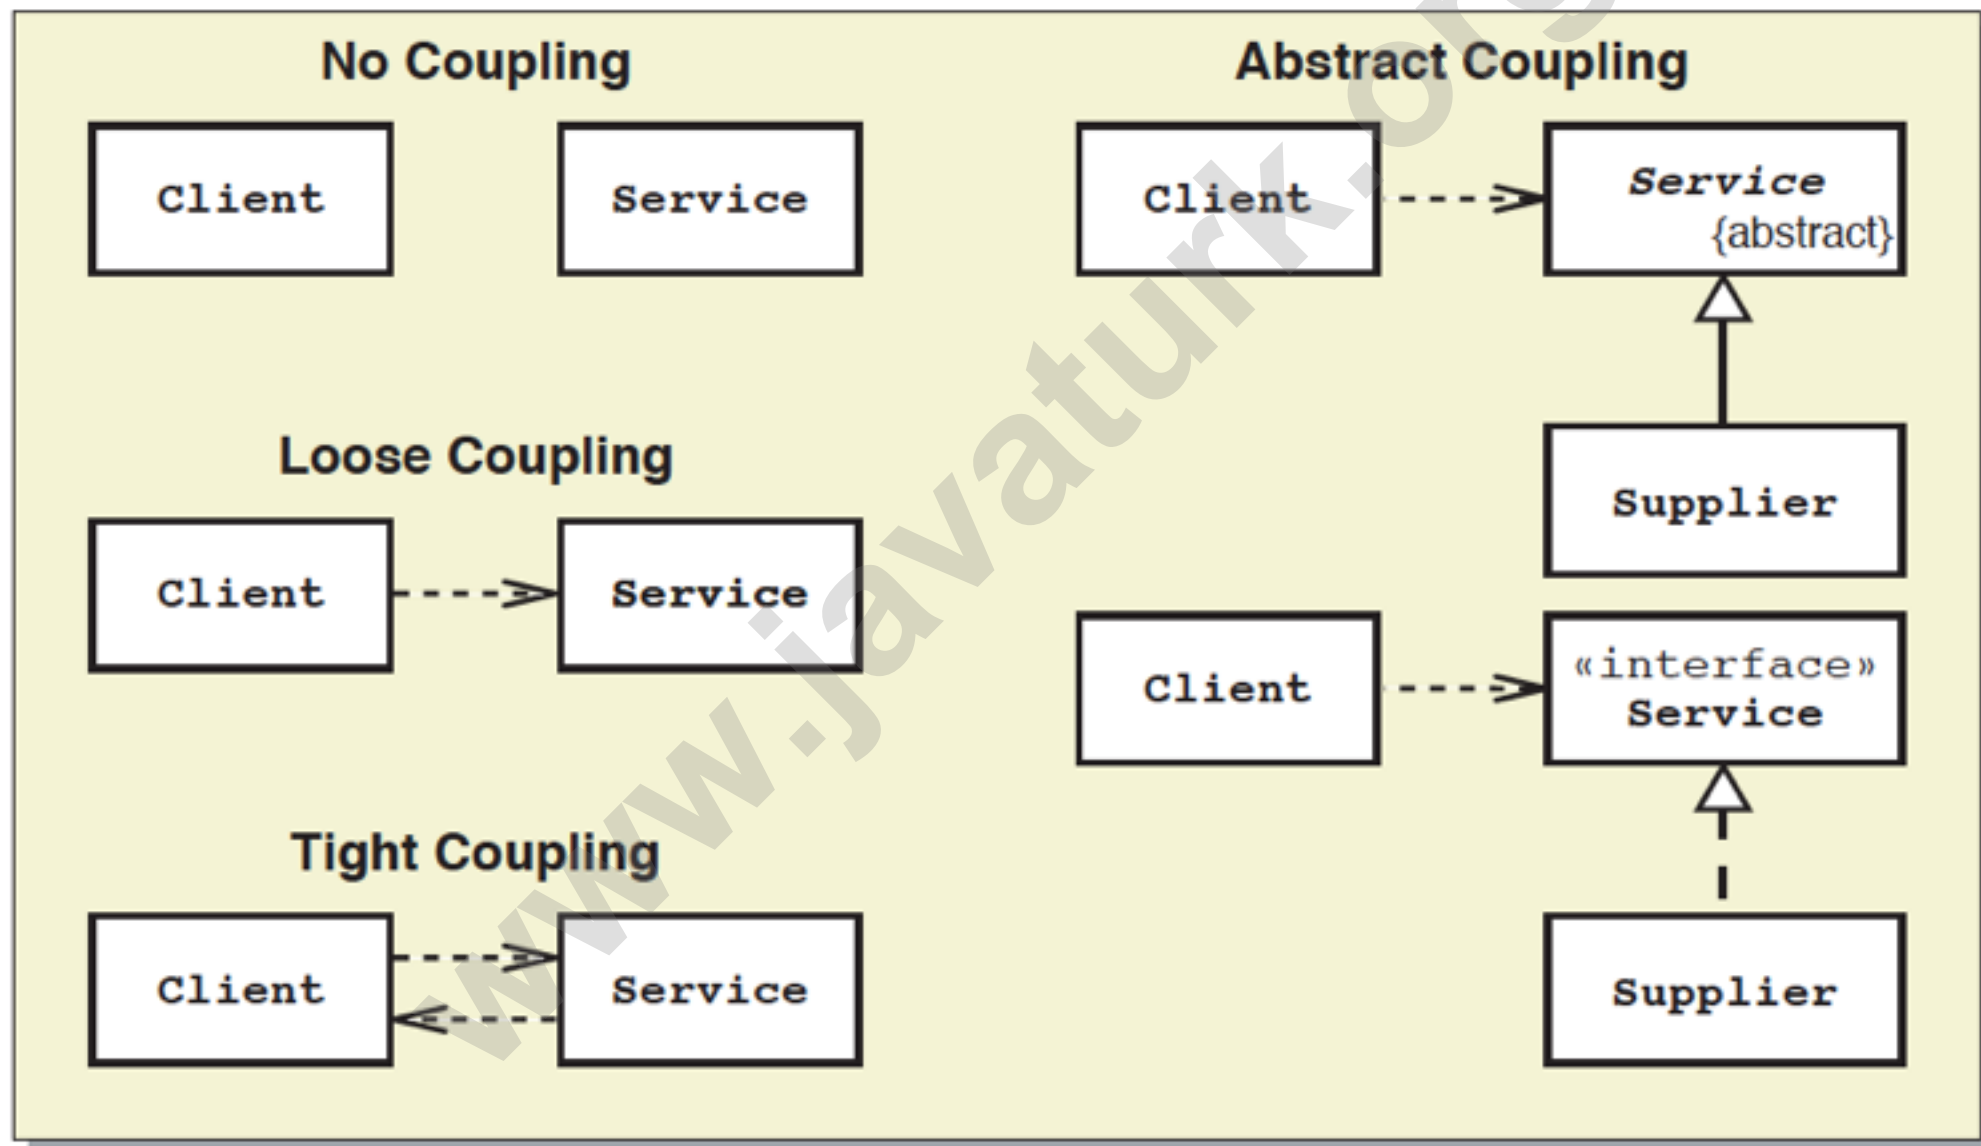 No Coupling
Client
Service
Loose Coupling
Client
Service
Tight Coupling
Client
Service
Abstract Coupling
Client
Service
{abstract}
Supplier
Client
«interface»
Service
Supplier
www.javaturk.org